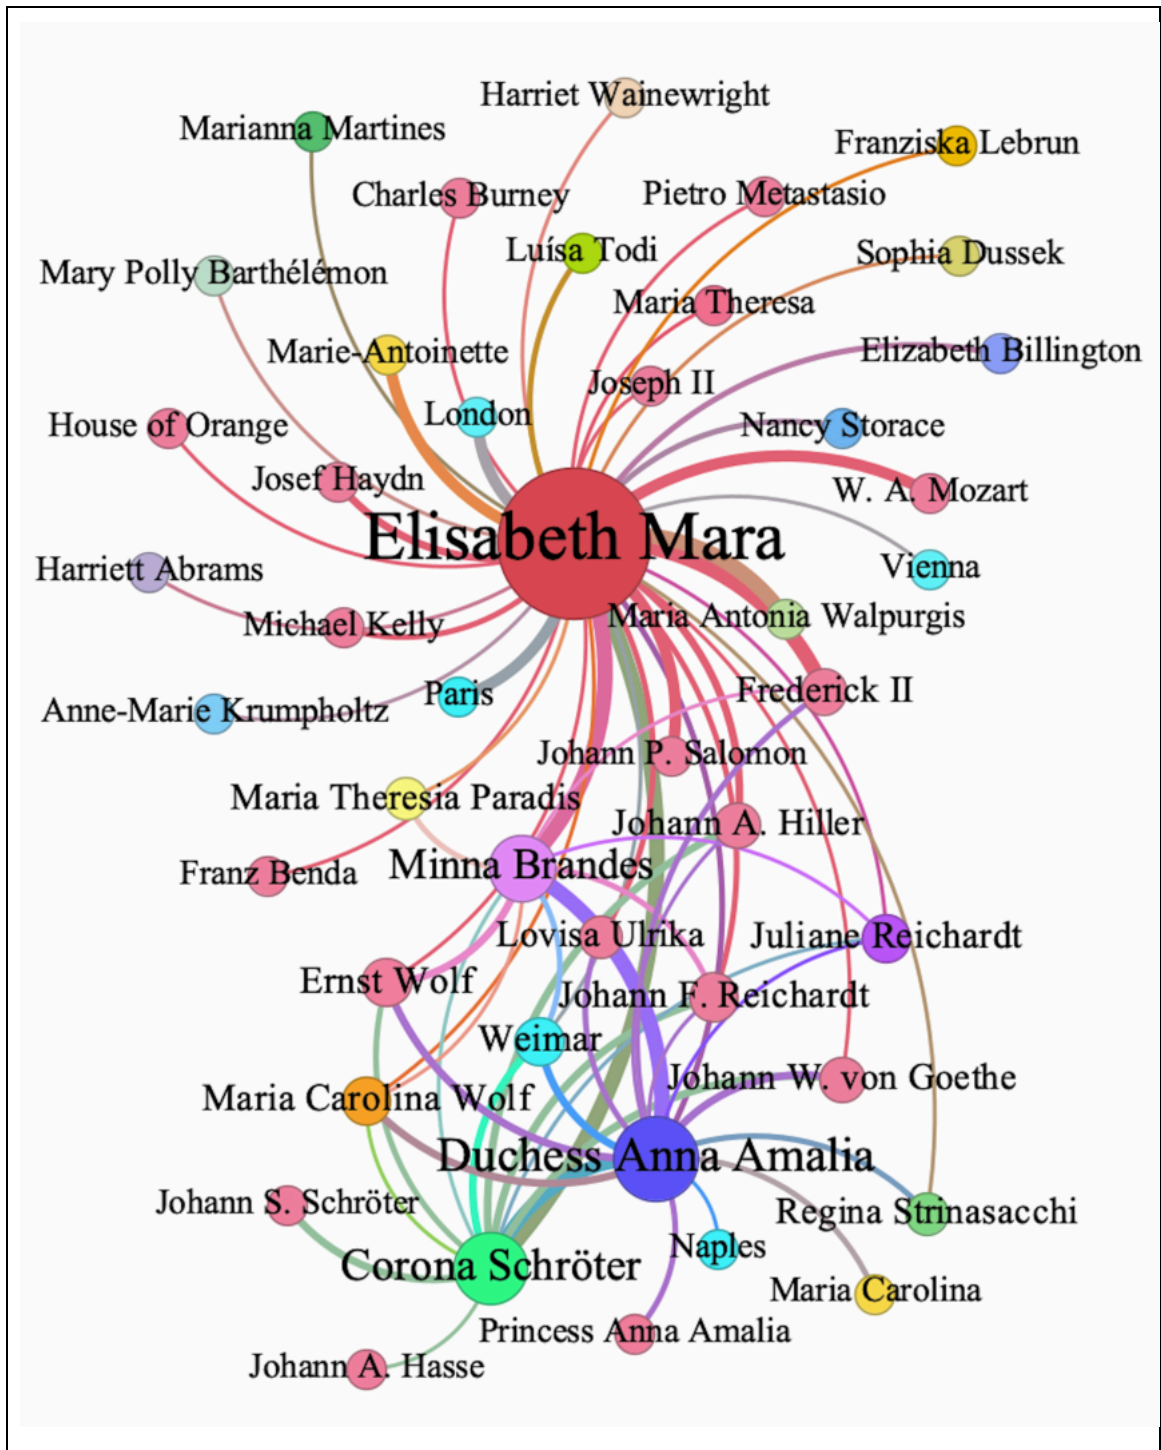 Harriet Wainewright
Marianna Martines
Franziska Lebrun
Charles Burney
Pietro Metastasio
Luísa Todi
Sophia Dussek
Mary Polly Barthélémon
Maria Theresa
Marie-Antoinette
Elizabeth Billington
Joseph II
London
House of Orange
Nancy Storace
Josef Haydn
W. A. Mozart
Elisabeth Mara
Harriett Abrams
Vienna
Maria Antonia Walpurgis
Michael Kelly
Frederick II
Paris
Anne-Marie Krumpholtz
Johann P. Salomon
Maria Theresia Paradis
Johann A. Hiller
Minna Brandes
Franz Benda
Lovisa Ulrika
Juliane Reichardt
Ernst Wolf
Johann F. Reichardt
Weimar
Johann W. von Goethe
Maria Carolina Wolf
Duchess Anna Amalia
Johann S. Schröter
Regina Strinasacchi
Naples
Corona Schröter
Maria Carolina
Princess Anna Amalia
Johann A. Hasse